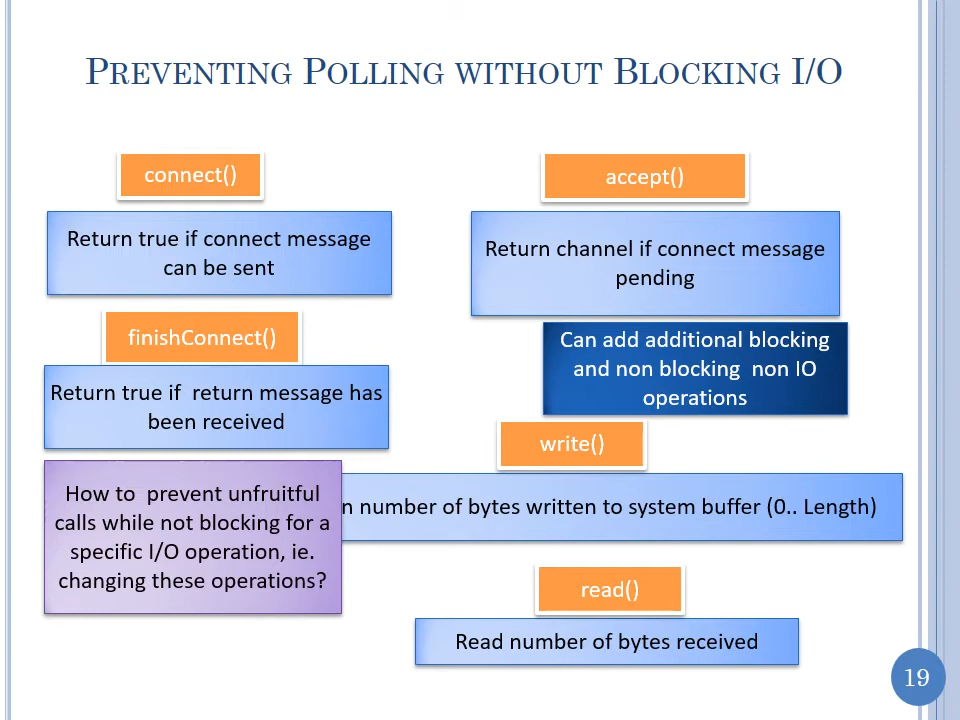 PREVENTING POLLING WITHOUT BLOCKING I/O
connect()
Return true if connect message
can be sent
finishConnect()
Return true if  return message has
been received
How to  prevent unfruitful
calls while not blocking for a
specific I/O operation, ie.
changing these operations?
accept()
Return channel if connect message
pending
Can add additional blocking
and non blocking  non IO
operations
write()
n number of bytes written to system buffer (0.. Length)
read()
Read number of bytes received
19